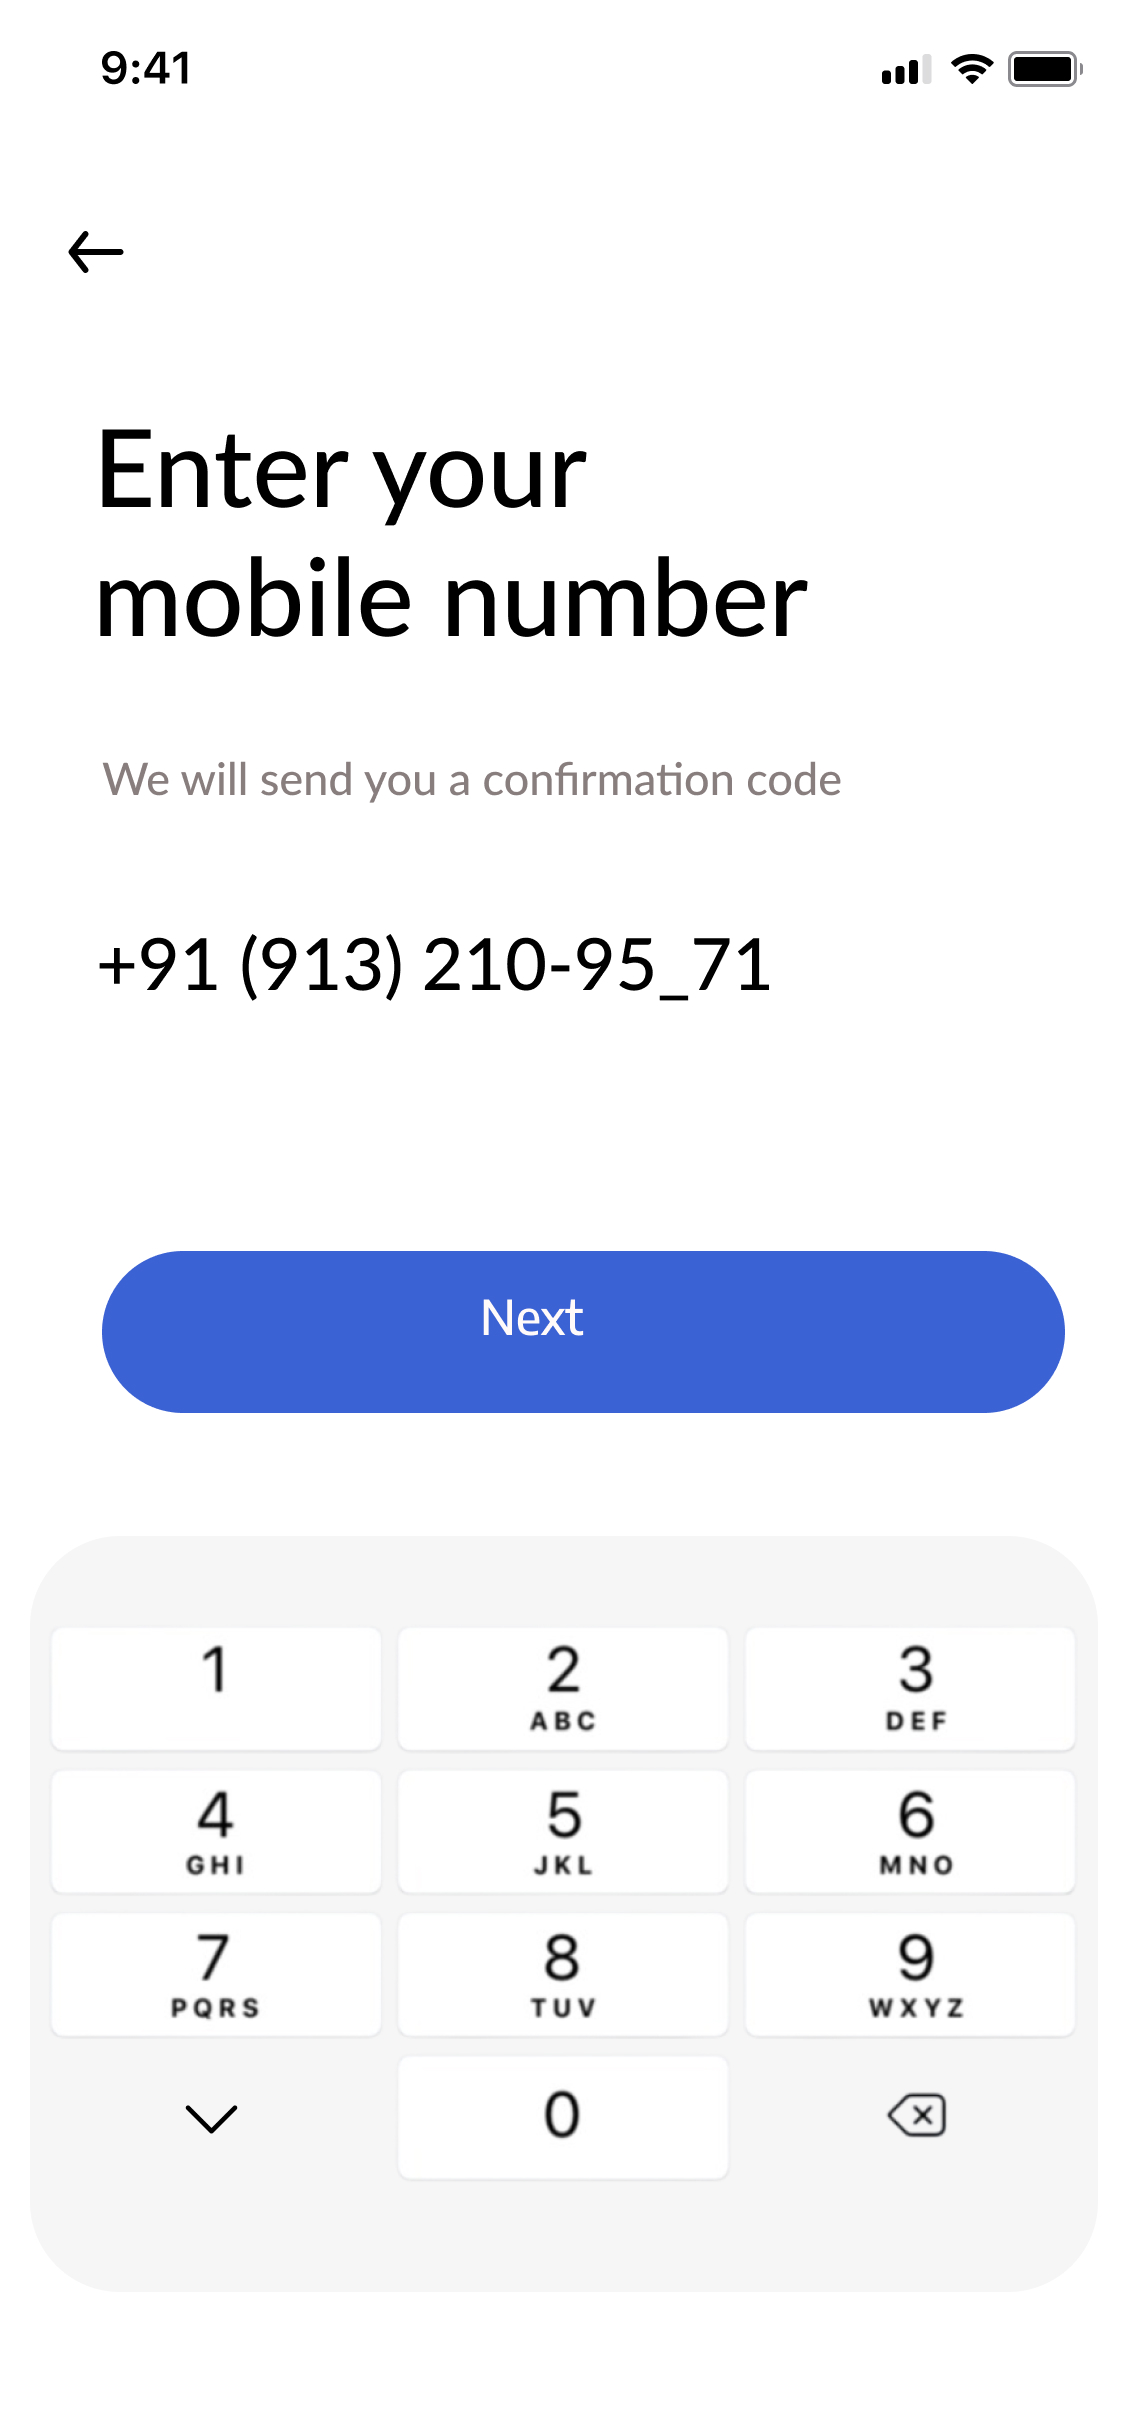 9:41
Enter your
mobile number
We will send you a confirmation code
+91 (913) 210-95_71
Next
1 2 3
ABC DEF
4 5 6
GHI JKL MNO
7 8 9
PQRS TUV WXYZ
0